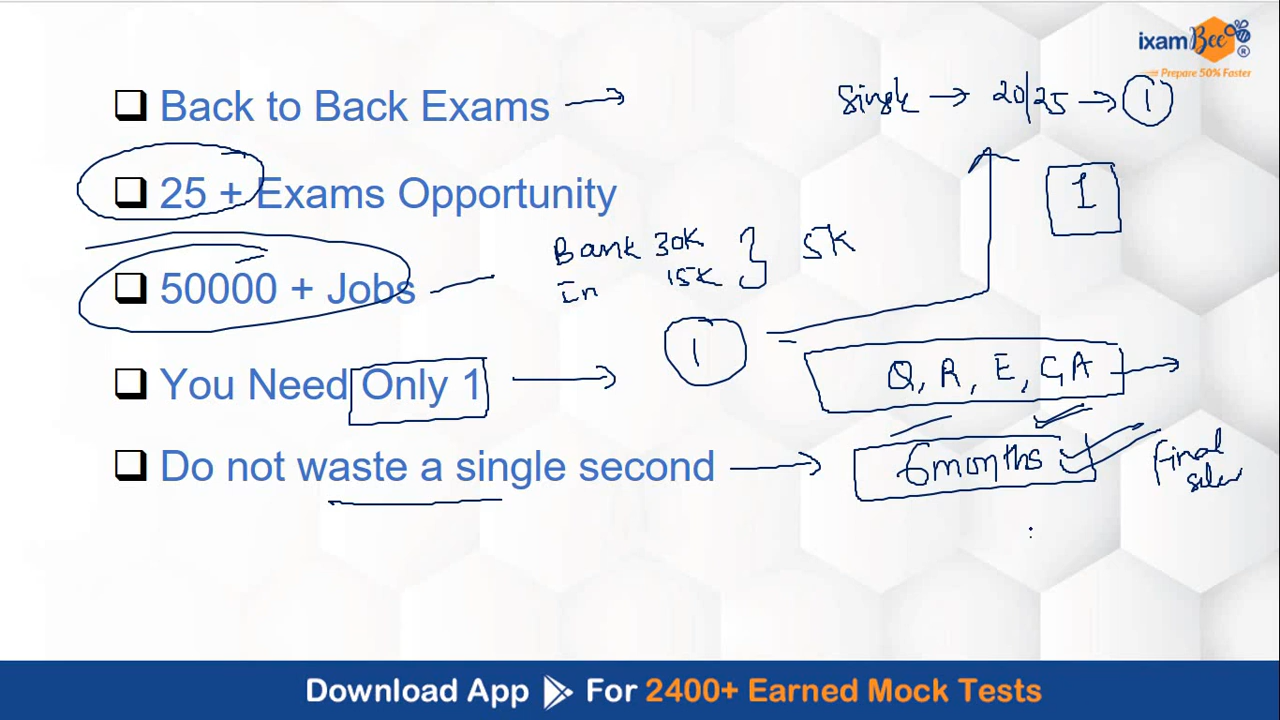 ixamBee
Prepare 50% Faster
Back to Back Exams
Single → 20/25 → 1
25 + Exams Opportunity
1
Bank 30K
In 15K
5K
50000 + Jobs
You Need Only 1
1
Q, R, E, GA
Do not waste a single second
6 months
Final
Download App For 2400+ Earned Mock Tests